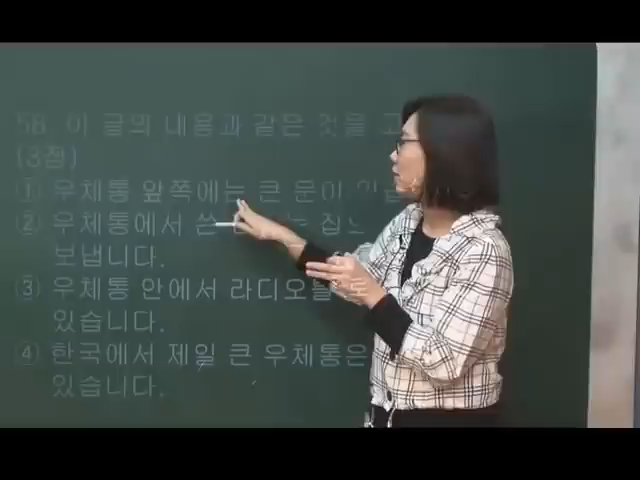 58. 이 글의 내용과 같은 것을 고
(3점)
① 우체통 앞쪽에는 큰 문이
② 우체통에서
보냅니다.
③ 우체통 안에서 라디오를
있습니다.
④ 한국에서 제일 큰 우체통은
있습니다.